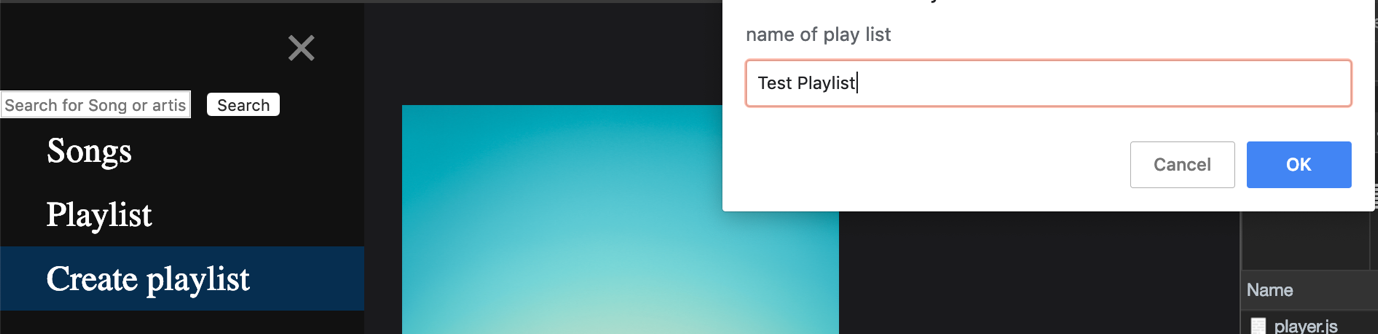 name of play list
Test Playlist
Cancel
OK
Search for Song or artis
Search
Songs
Playlist
Create playlist
Name
player.js